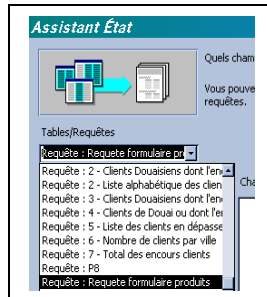 Assistant État
Quels cham
Vous pouve
requêtes.
Tables/Requêtes
Requête : Requete formulaire pr
Requête : 2 - Clients Douaisiens dont l'en
Requête : 2 - Liste alphabétique des clien
Requête : 3 - Clients Douaisiens dont l'en
Requête : 4 - Clients de Douai ou dont l'e
Requête : 5 - Liste des clients en dépasse
Requête : 6 - Nombre de clients par ville
Requête : 7 - Total des encours clients
Requête : P8
Requête : Requete formulaire produits
Cha